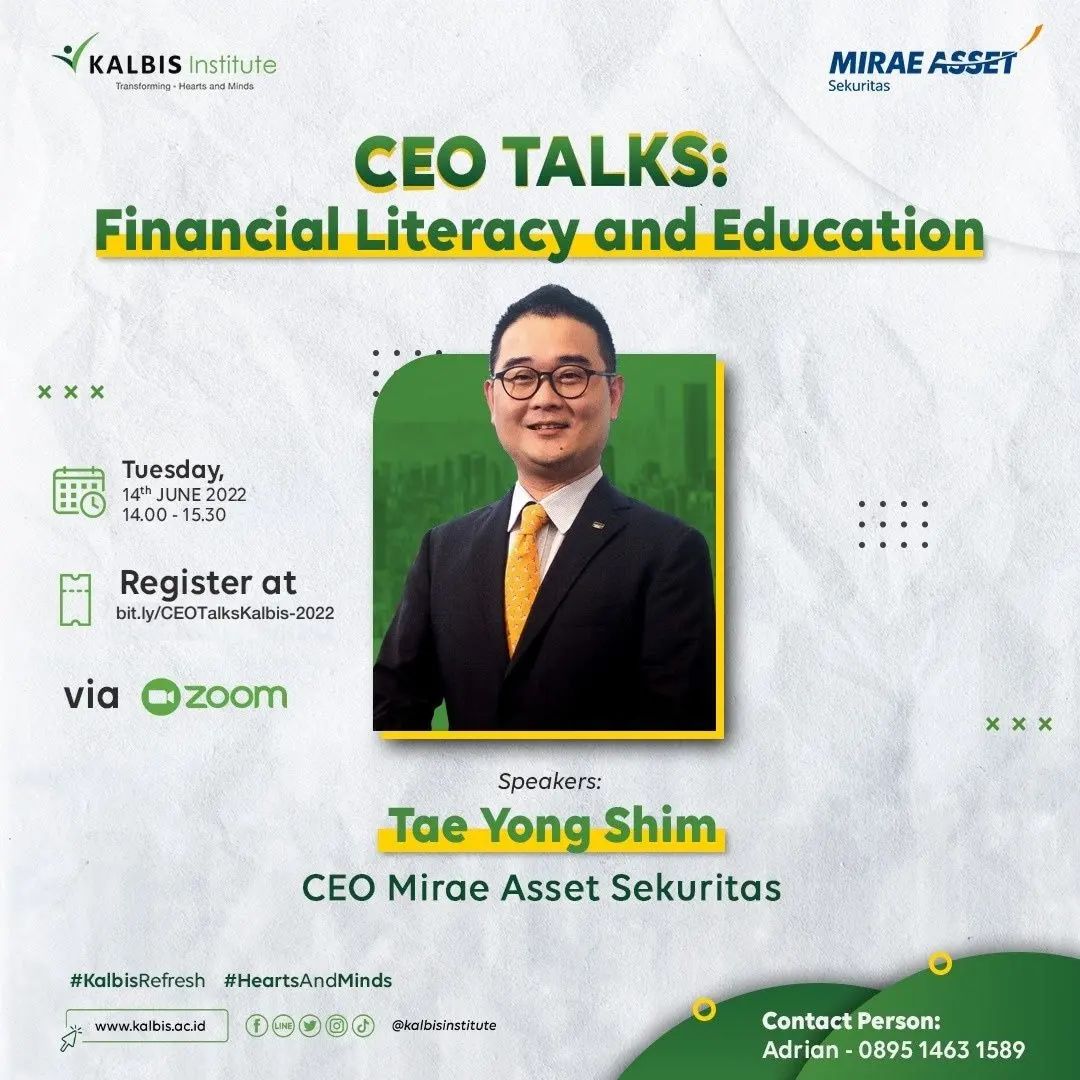 KALBIS Institute
Transforming - Hearts and Minds
MIRAE ASSET
Sekuritas
CEO TALKS:
Financial Literacy and Education
Tuesday,
14th JUNE 2022
14.00 - 15.30
Register at
bit.ly/CEOTalksKalbis-2022
via zoom
Speakers:
Tae Yong Shim
CEO Mirae Asset Sekuritas
#KalbisRefresh #HeartsAndMinds
www.kalbis.ac.id LINE @kalbisinstitute
Contact Person:
Adrian - 0895 1463 1589